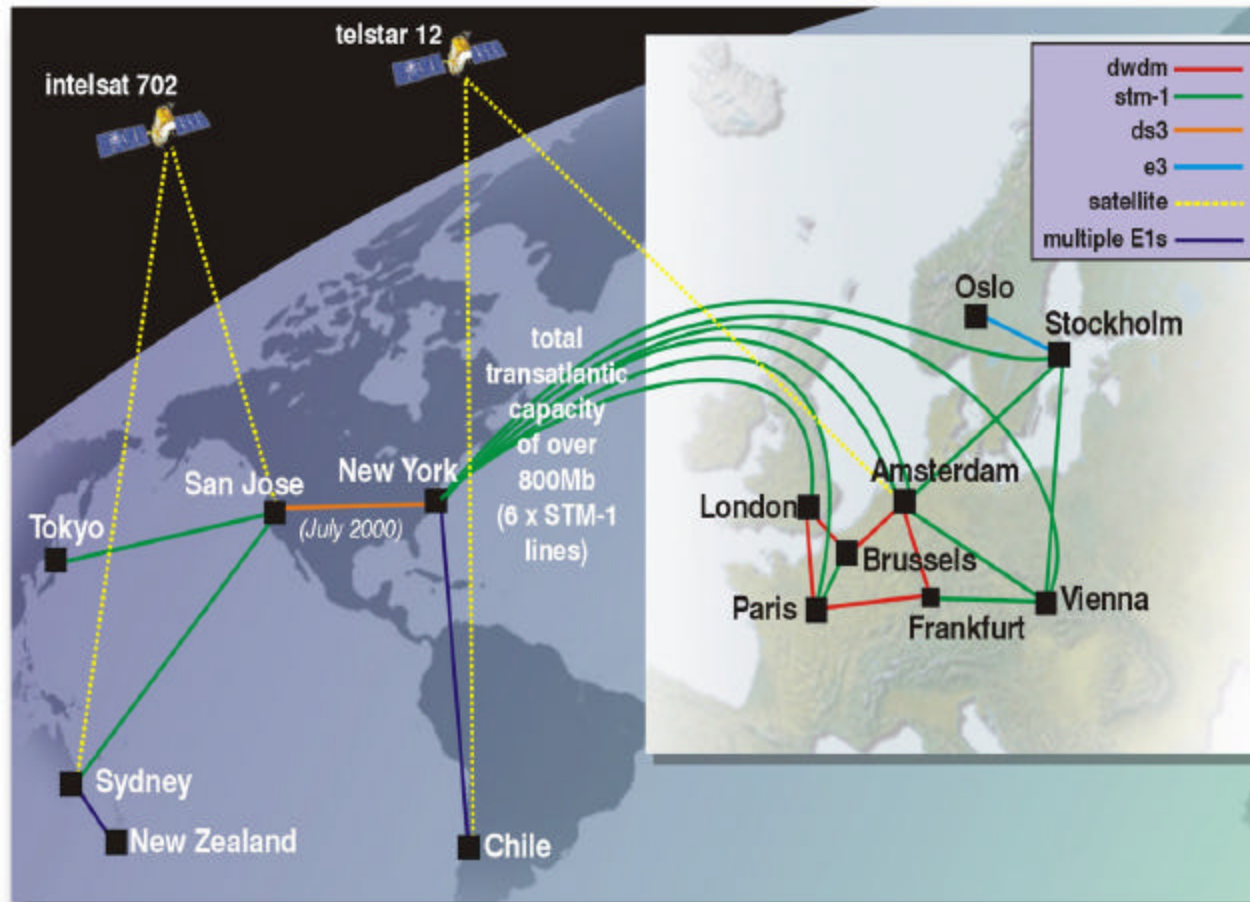 telstar 12
intelsat 702
dwdm
stm-1
ds3
e3
satellite
multiple E1s
Oslo
Stockholm
total
transatlantic
capacity
of over
800Mb
(6 x STM-1
lines)
San Jose
New York
(July 2000)
Tokyo
Amsterdam
London
Brussels
Paris
Vienna
Frankfurt
Sydney
New Zealand
Chile